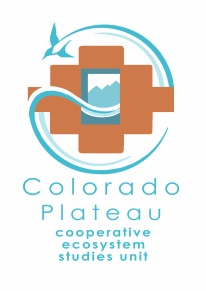 Colorado
Plateau
cooperative
ecosystem
studies unit